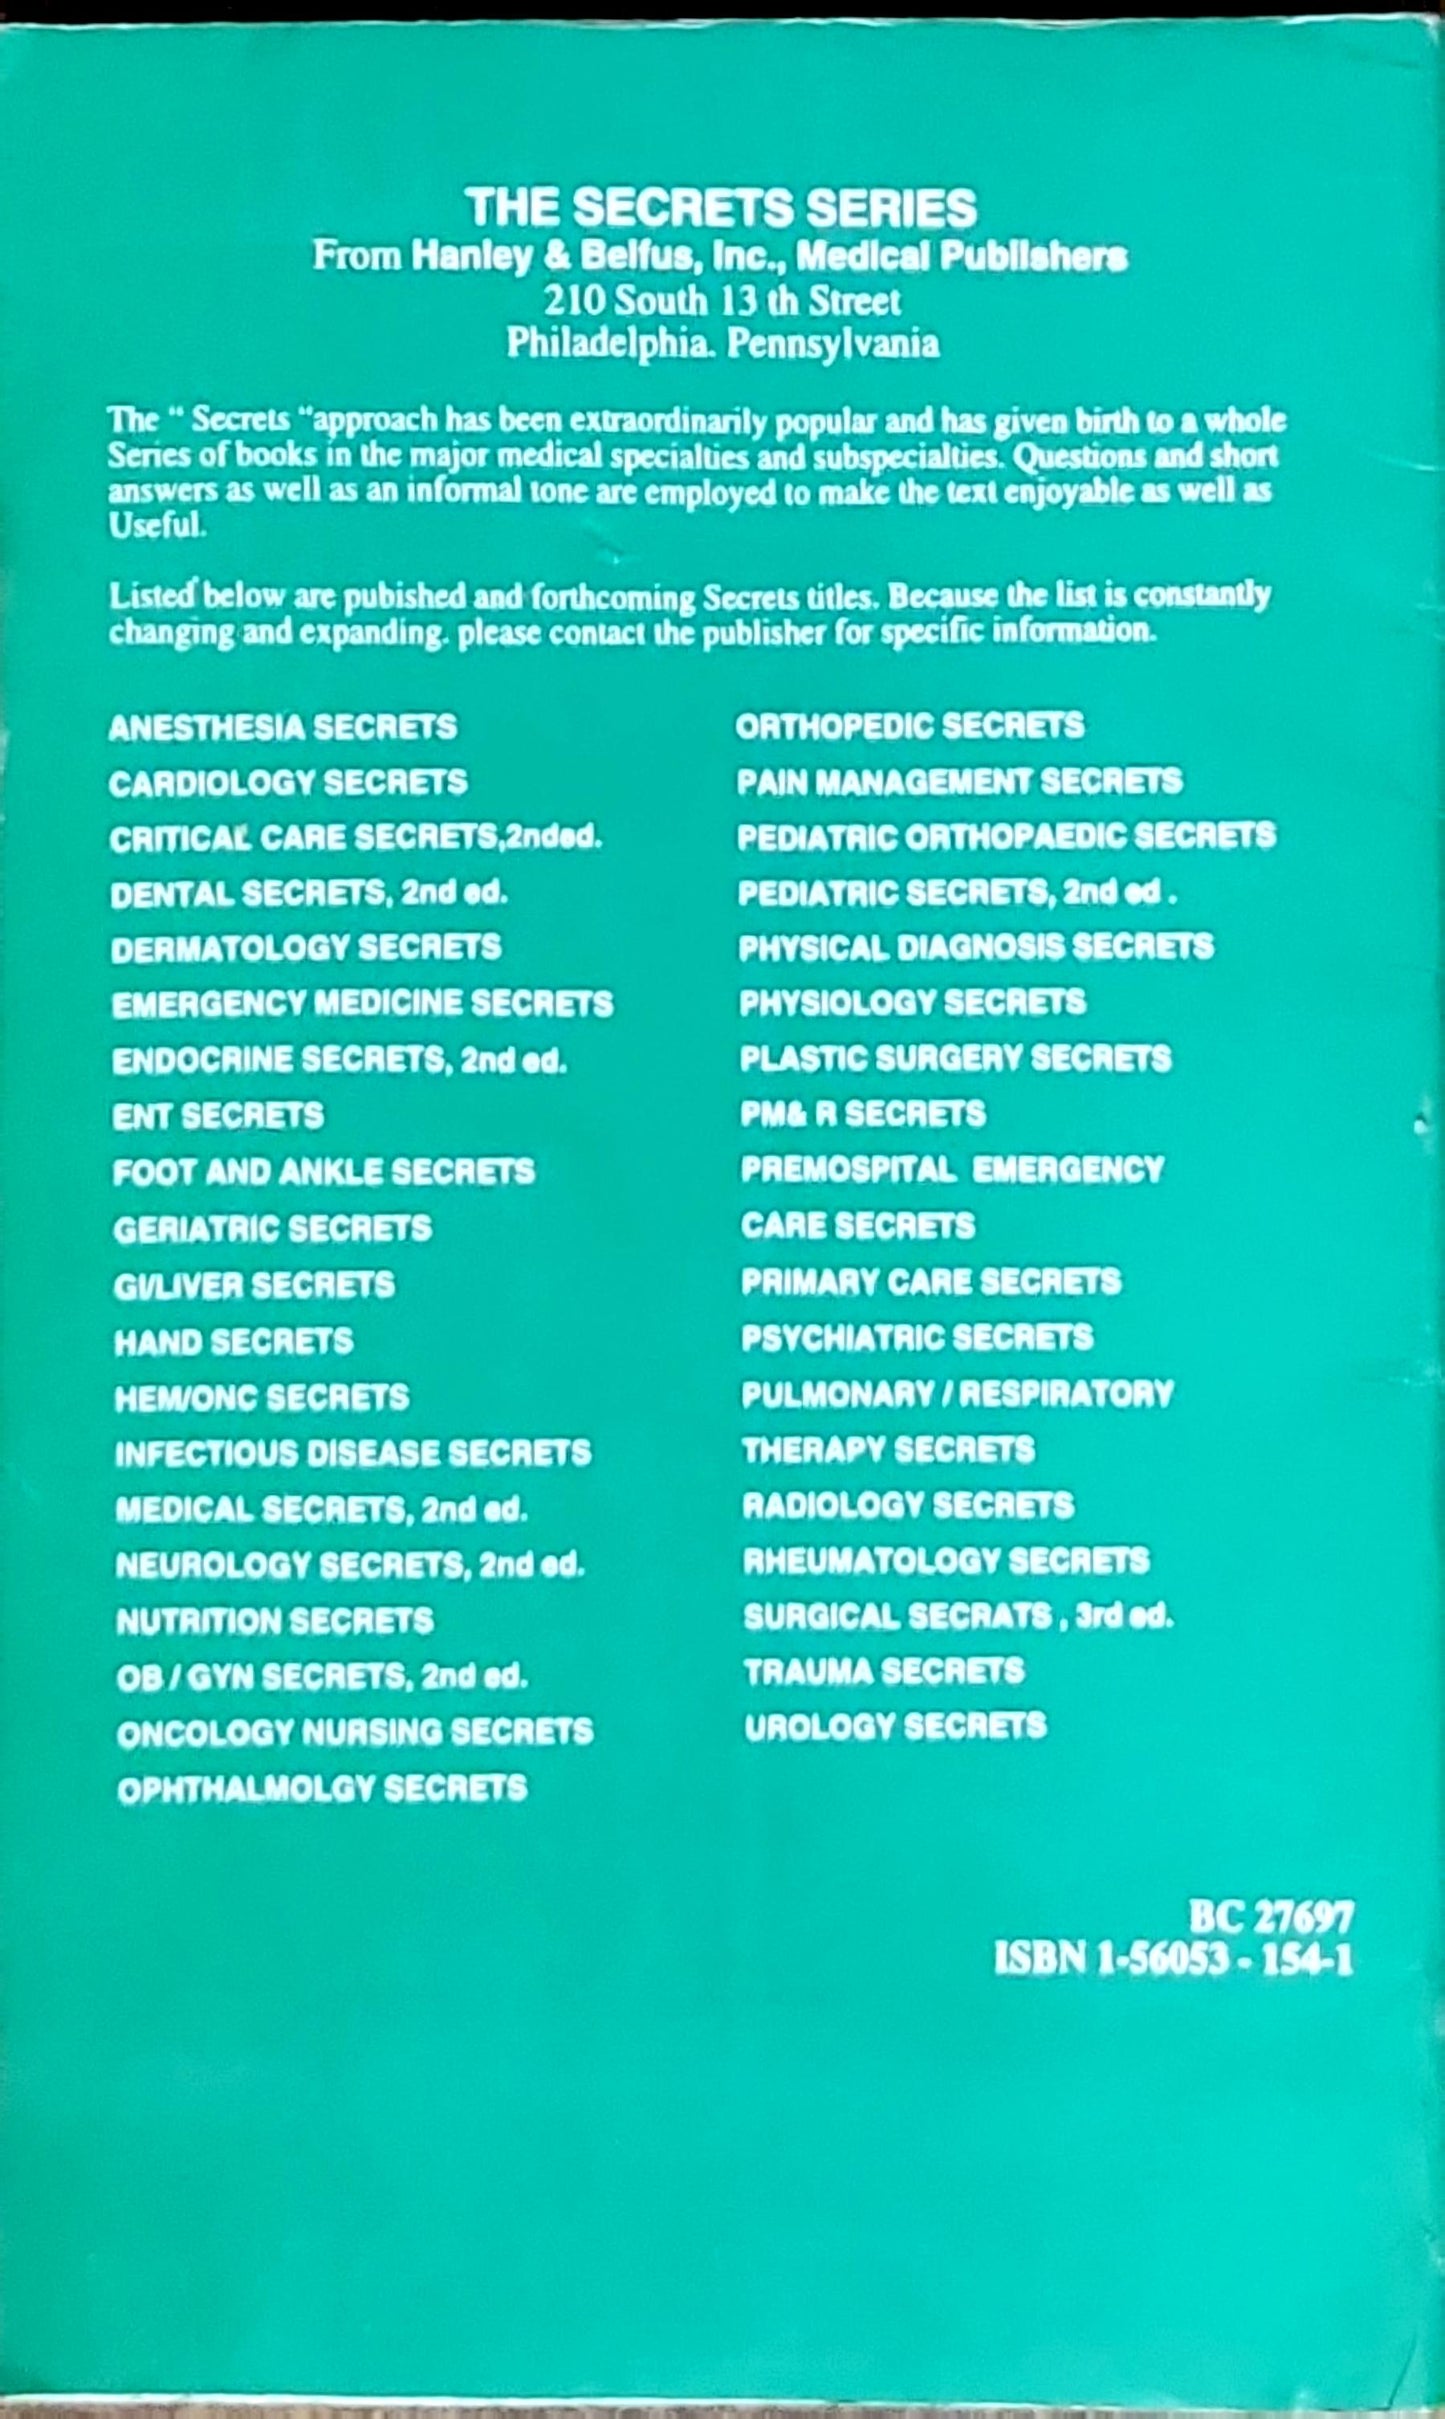 THE SECRETS SERIES
From Hanley & Belfus, Inc., Medical Publishers
210 South 13 th Street
Philadelphia. Pennsylvania
The “ Secrets “approach has been extraordinarily popular and has given birth to a whole
Series of books in the major medical specialties and subspecialties. Questions and short
answers as well as an informal tone are employed to make the text enjoyable as well as
Useful.
Listed below are pubished and forthcoming Secrets titles. Because the list is constantly
changing and expanding. please contact the publisher for specific information.
ANESTHESIA SECRETS
CARDIOLOGY SECRETS
CRITICAL CARE SECRETS,2nded.
DENTAL SECRETS, 2nd ed.
DERMATOLOGY SECRETS
EMERGENCY MEDICINE SECRETS
ENDOCRINE SECRETS, 2nd ed.
ENT SECRETS
FOOT AND ANKLE SECRETS
GERIATRIC SECRETS
GI/LIVER SECRETS
HAND SECRETS
HEM/ONC SECRETS
INFECTIOUS DISEASE SECRETS
MEDICAL SECRETS, 2nd ed.
NEUROLOGY SECRETS, 2nd ed.
NUTRITION SECRETS
OB / GYN SECRETS, 2nd ed.
ONCOLOGY NURSING SECRETS
OPHTHALMOLGY SECRETS
ORTHOPEDIC SECRETS
PAIN MANAGEMENT SECRETS
PEDIATRIC ORTHOPAEDIC SECRETS
PEDIATRIC SECRETS, 2nd ed .
PHYSICAL DIAGNOSIS SECRETS
PHYSIOLOGY SECRETS
PLASTIC SURGERY SECRETS
PM& R SECRETS
PREMOSPITAL EMERGENCY
CARE SECRETS
PRIMARY CARE SECRETS
PSYCHIATRIC SECRETS
PULMONARY / RESPIRATORY
THERAPY SECRETS
RADIOLOGY SECRETS
RHEUMATOLOGY SECRETS
SURGICAL SECRATS , 3rd ed.
TRAUMA SECRETS
UROLOGY SECRETS
BC 27697
ISBN 1-56053 - 154-1